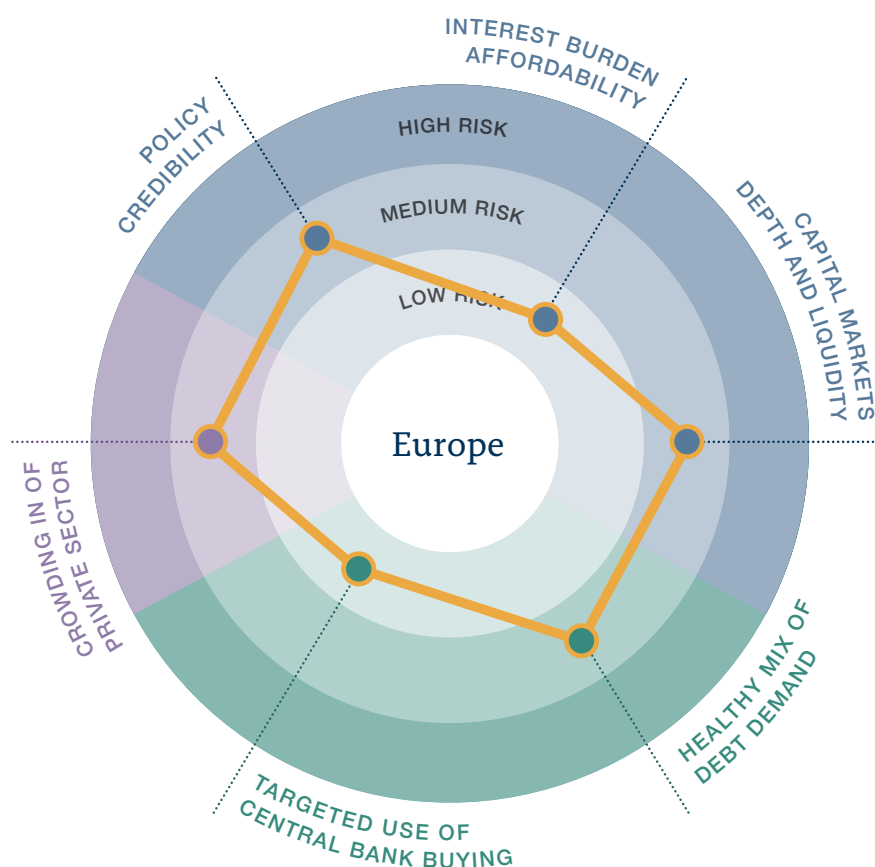 INTEREST BURDEN
AFFORDABILITY
POLICY
CREDIBILITY
HIGH RISK
MEDIUM RISK
LOW RISK
CAPITAL MARKETS
DEPTH AND LIQUIDITY
Europe
CROWDING IN OF
PRIVATE SECTOR
HEALTHY MIX OF
DEBT DEMAND
TARGETED USE OF
CENTRAL BANK BUYING